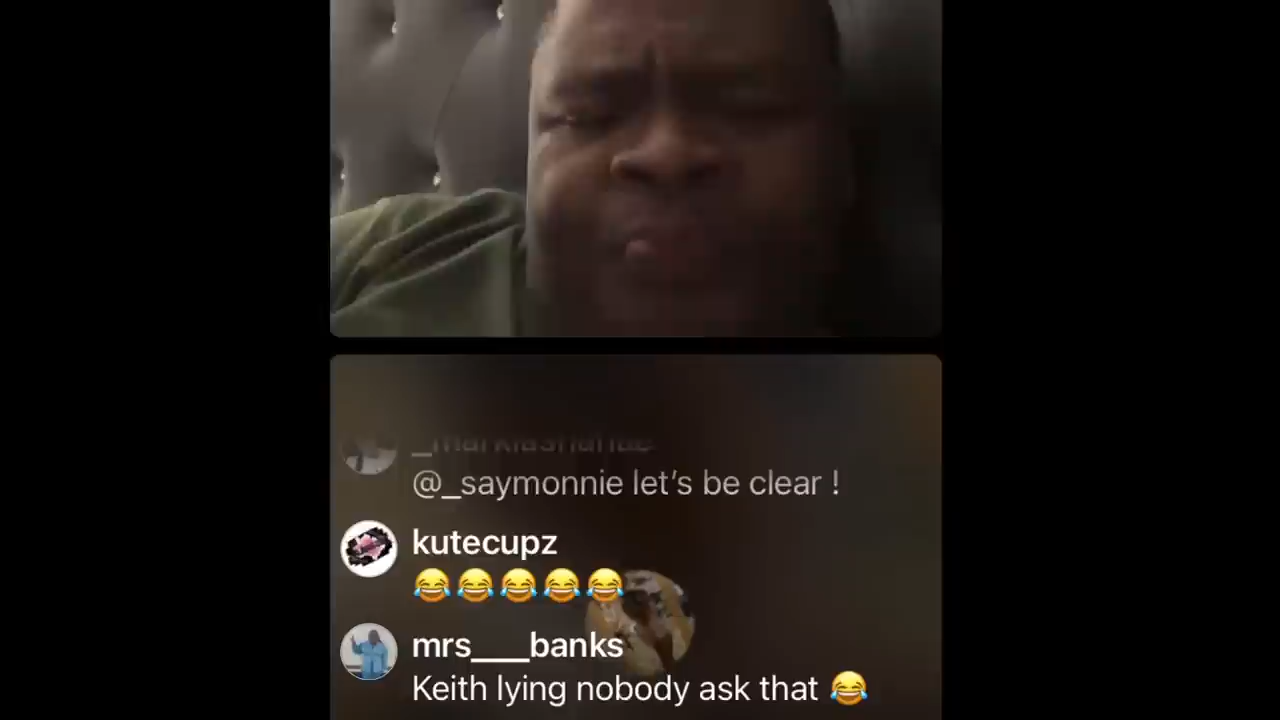 @_saymonnie let's be clear !
kutecupz
😂😂😂😂😂
mrs___banks
Keith lying nobody ask that 😂